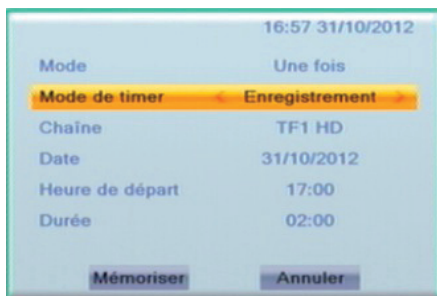 16:57 31/10/2012
Mode Une fois
Mode de timer < Enregistrement >
Chaîne TF1 HD
Date 31/10/2012
Heure de départ 17:00
Durée 02:00
Mémoriser Annuler